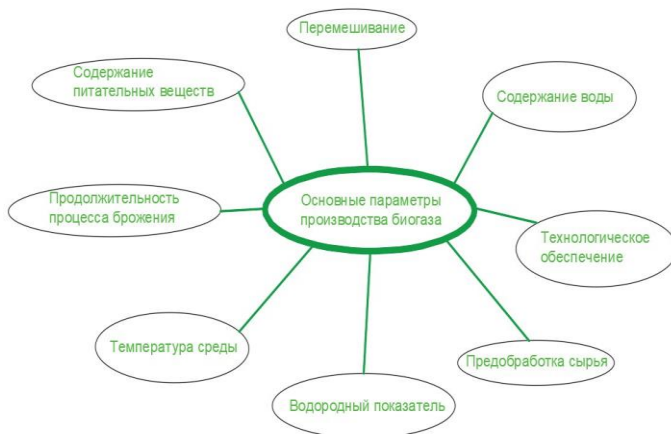 Перемешивание
Содержание
питательных веществ
Содержание воды
Продолжительность
процесса брожения
Основные параметры
производства биогаза
Технологическое
обеспечение
Температура среды
Предобработка сырья
Водородный показатель